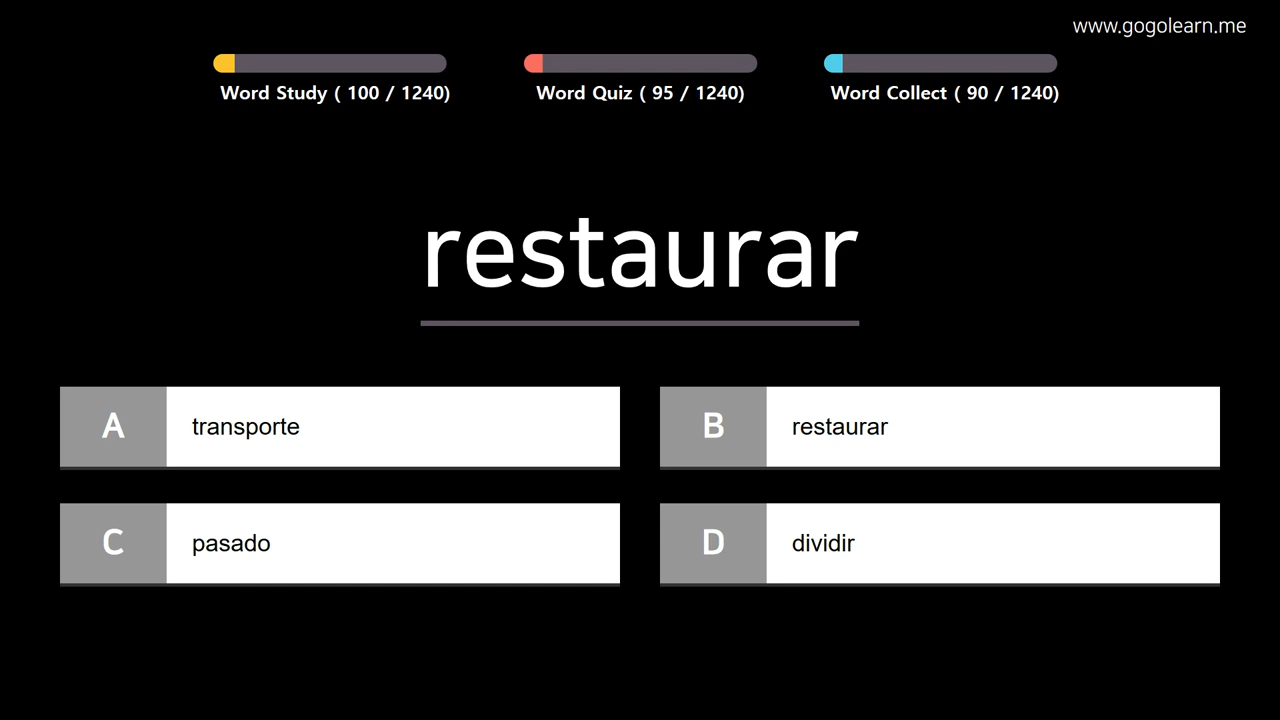 www.gogolearn.me
Word Study ( 100 / 1240)
Word Quiz ( 95 / 1240)
Word Collect ( 90 / 1240)
restaurar
A transporte
B restaurar
C pasado
D dividir